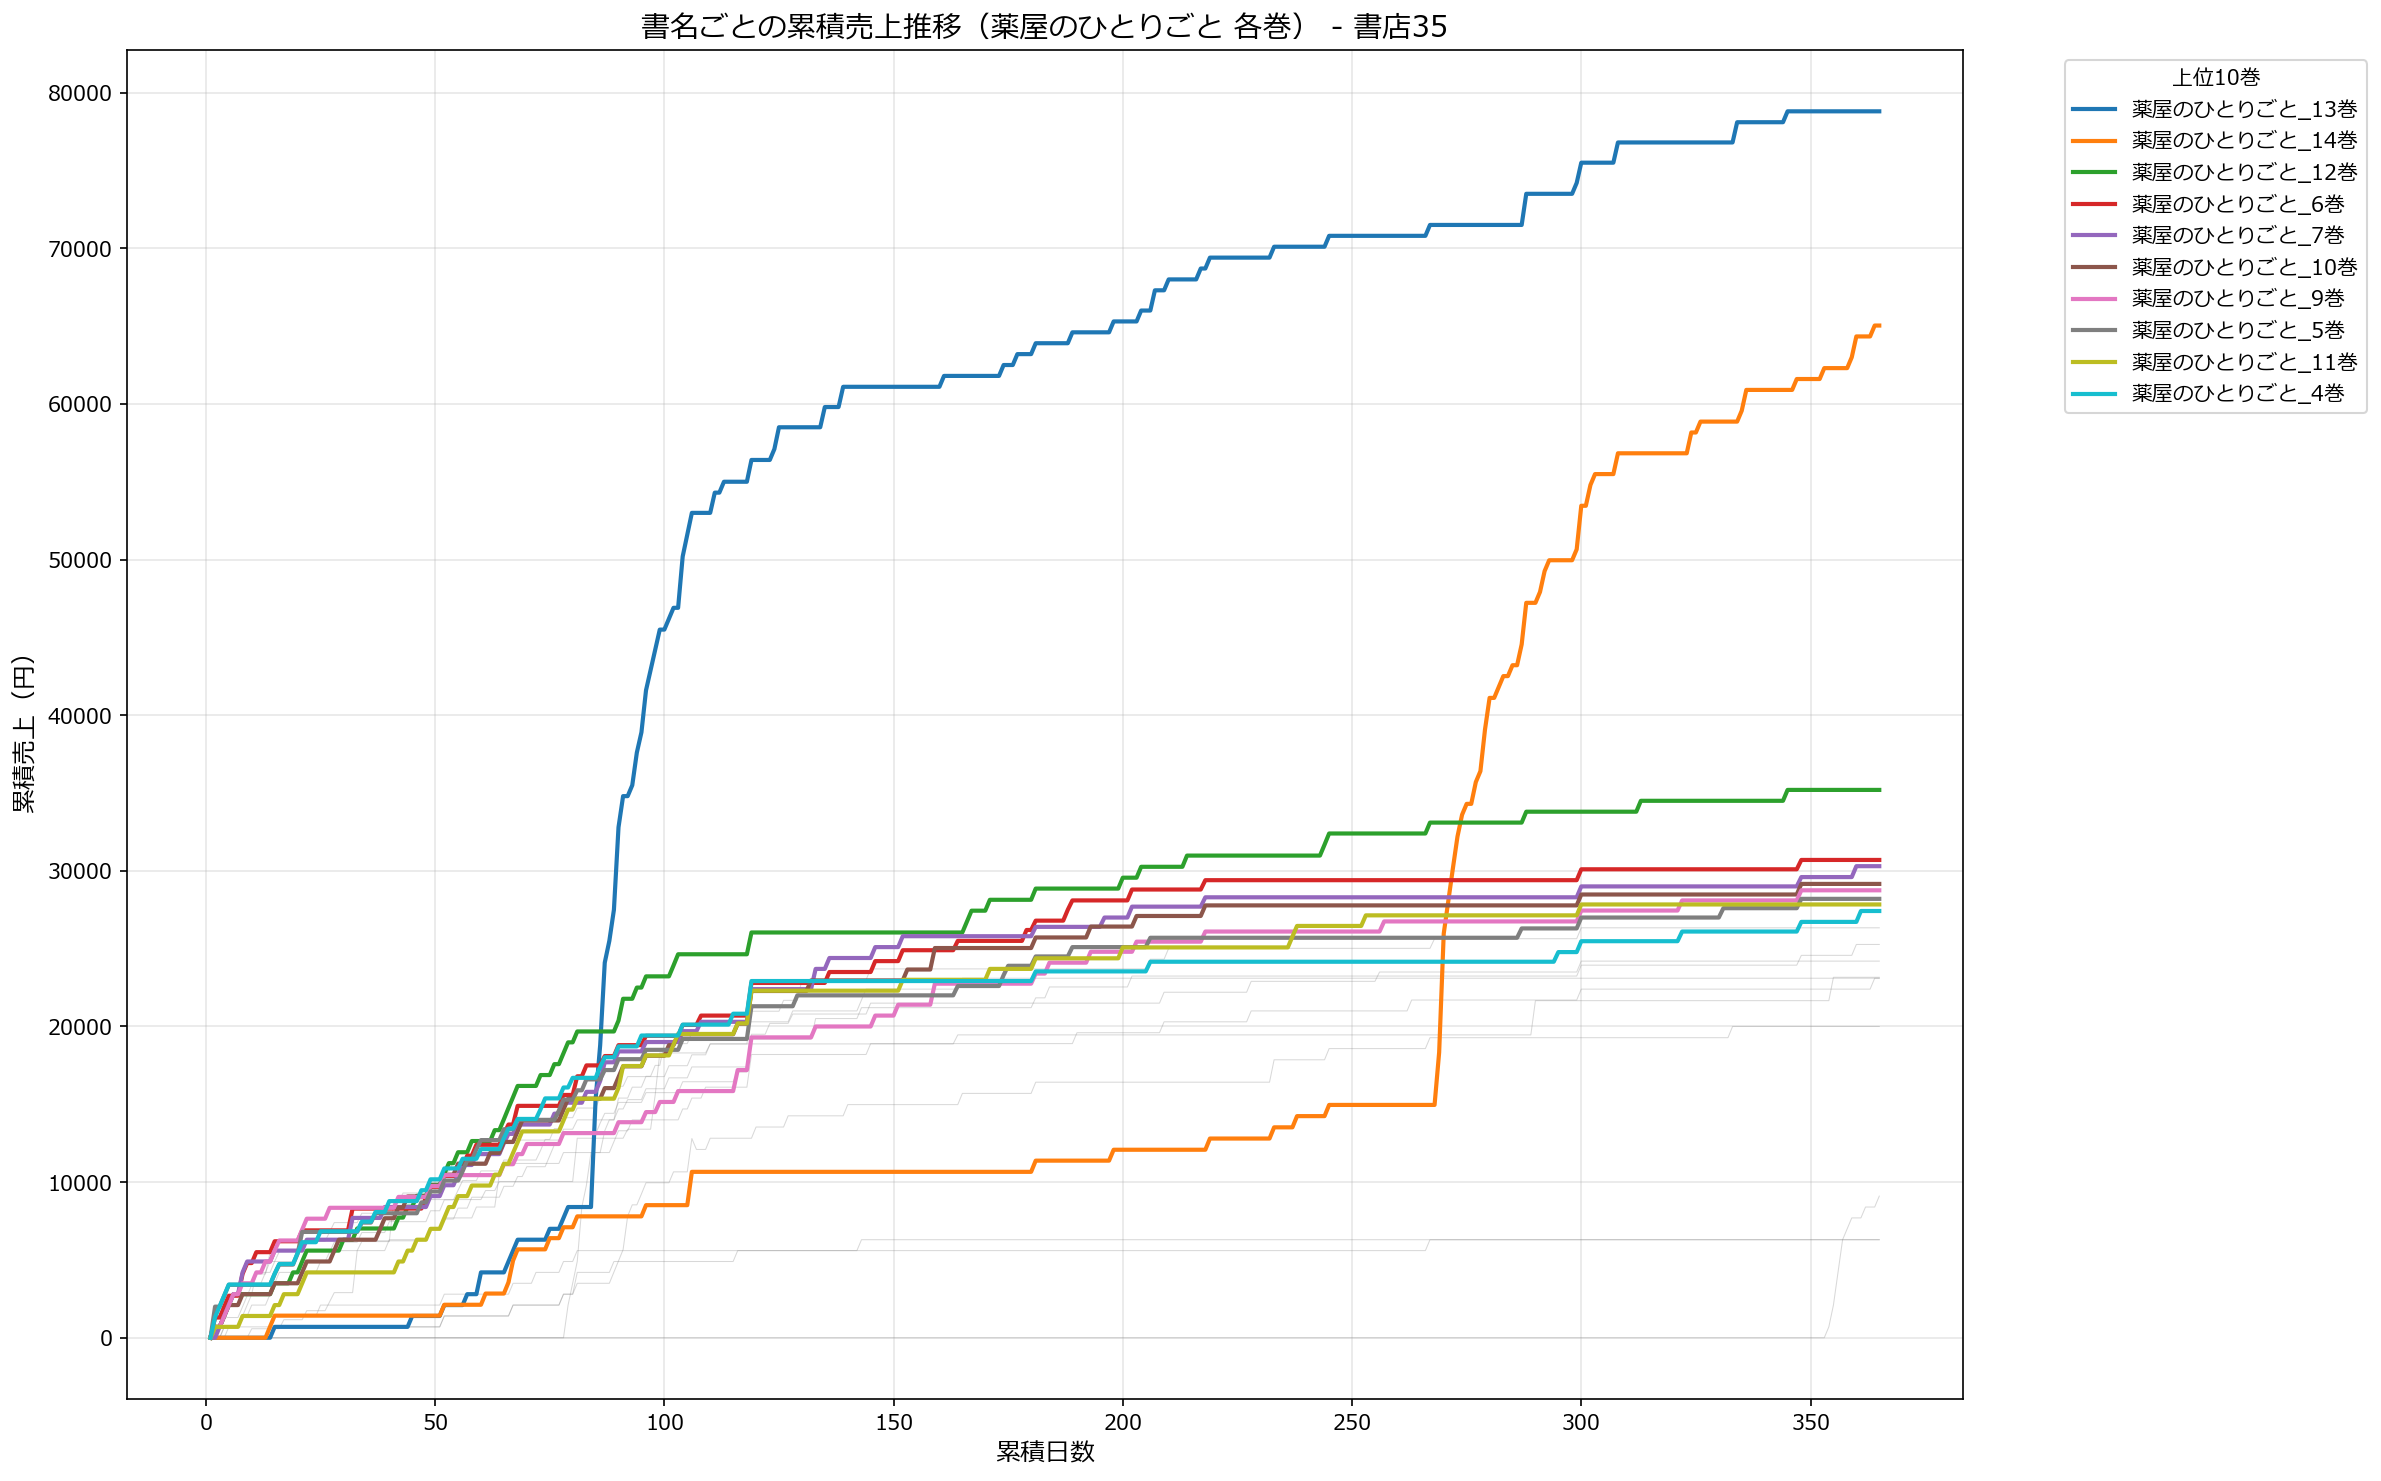 書名ごとの累積売上推移（薬屋のひとりごと 各巻） - 書店35
累積売上（円）
80000
70000
60000
50000
40000
30000
20000
10000
0
0
50
100
150
200
250
300
350
累積日数
上位10巻
薬屋のひとりごと_13巻
薬屋のひとりごと_14巻
薬屋のひとりごと_12巻
薬屋のひとりごと_6巻
薬屋のひとりごと_7巻
薬屋のひとりごと_10巻
薬屋のひとりごと_9巻
薬屋のひとりごと_5巻
薬屋のひとりごと_11巻
薬屋のひとりごと_4巻